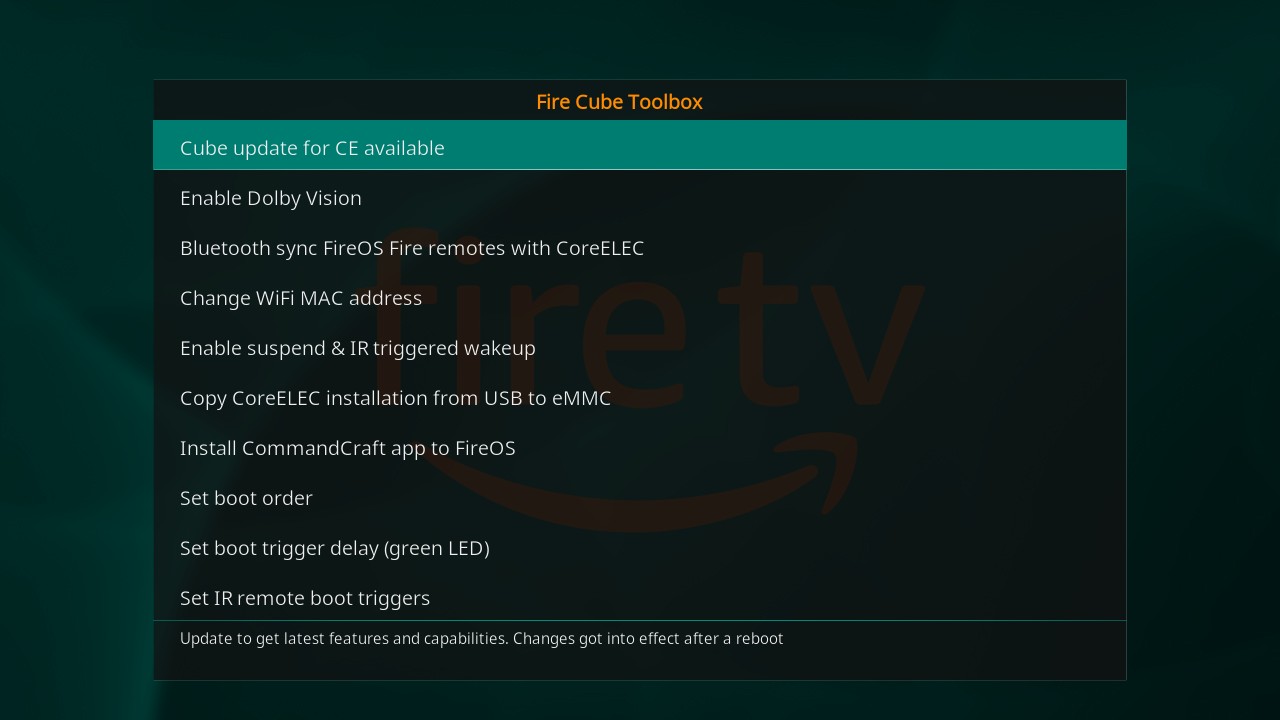 Fire Cube Toolbox
Cube update for CE available
Enable Dolby Vision
Bluetooth sync FireOS Fire remotes with CoreELEC
Change WiFi MAC address
Enable suspend & IR triggered wakeup
Copy CoreELEC installation from USB to eMMC
Install CommandCraft app to FireOS
Set boot order
Set boot trigger delay (green LED)
Set IR remote boot triggers
Update to get latest features and capabilities. Changes got into effect after a reboot
fire tv